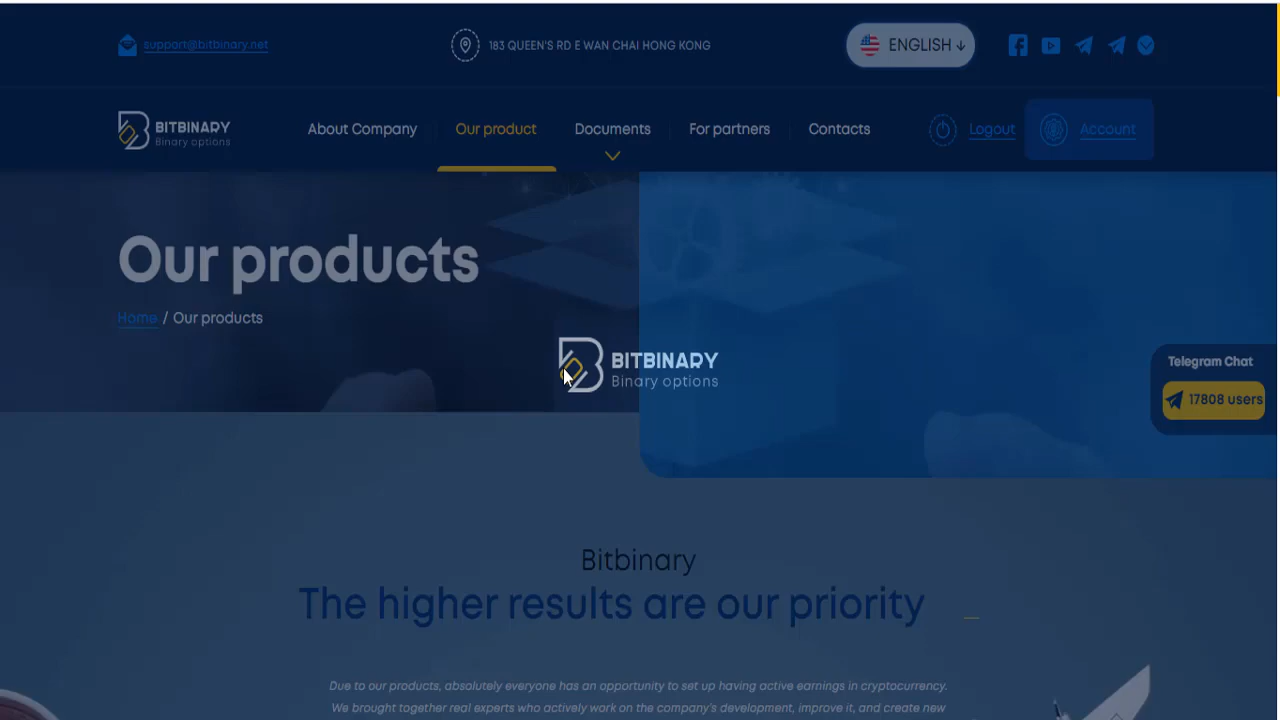 support@bitbinary.net
183 QUEEN'S RD E WAN CHAI HONG KONG
ENGLISH ↓
BITBINARY
Binary options
About Company
Our product
Documents
For partners
Contacts
Logout
Account
Our products
Home / Our products
BITBINARY
Binary options
Telegram Chat
17808 users
Bitbinary
The higher results are our priority _
Due to our products, absolutely everyone has an opportunity to set up having active earnings in cryptocurrency.
We brought together real experts who actively work on the company's development, improve it, and create new